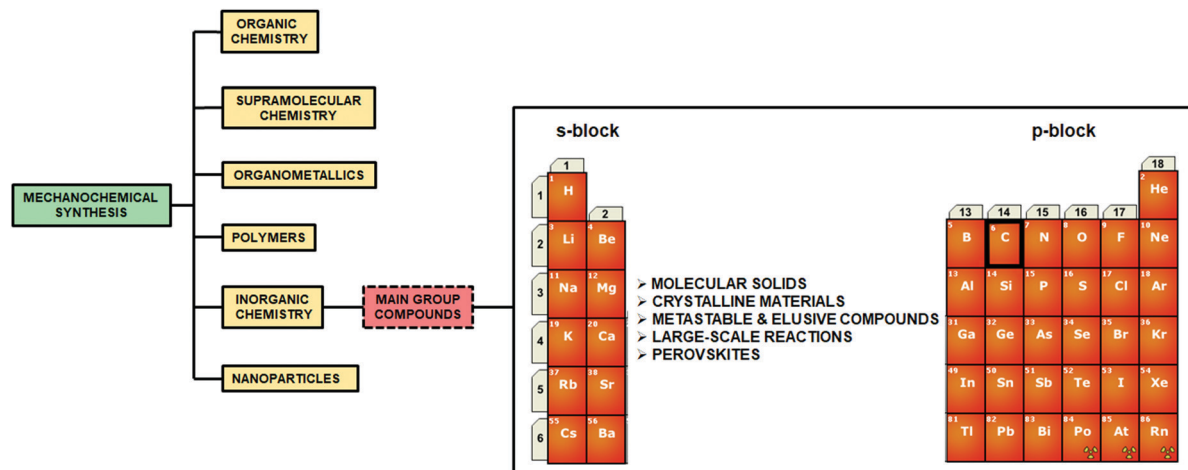 ORGANIC
CHEMISTRY
SUPRAMOLECULAR
CHEMISTRY
ORGANOMETALLICS
MECHANOCHEMICAL
SYNTHESIS
POLYMERS
INORGANIC
CHEMISTRY
NANOPARTICLES
MAIN GROUP
COMPOUNDS
s-block
1
1 H
1
2
2
3 Li 4 Be
3
11 Na 12 Mg
4
19 K 20 Ca
5
37 Rb 38 Sr
6
55 Cs 56 Ba
➢ MOLECULAR SOLIDS
➢ CRYSTALLINE MATERIALS
➢ METASTABLE & ELUSIVE COMPOUNDS
➢ LARGE-SCALE REACTIONS
➢ PEROVSKITES
p-block
18
2 He
13 14 15 16 17
5 B 6 C 7 N 8 O 9 F 10 Ne
13 Al 14 Si 15 P 16 S 17 Cl 18 Ar
31 Ga 32 Ge 33 As 34 Se 35 Br 36 Kr
49 In 50 Sn 51 Sb 52 Te 53 I 54 Xe
81 Tl 82 Pb 83 Bi 84 Po 85 At 86 Rn